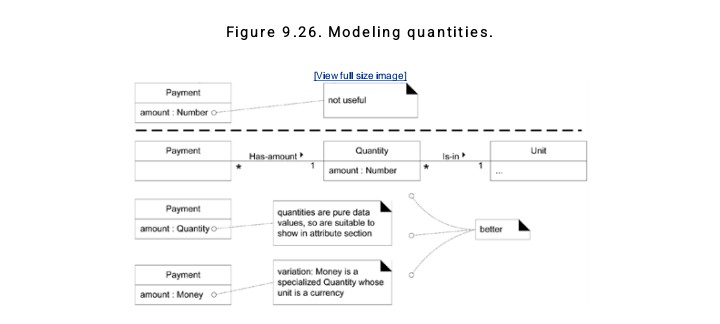 Figure 9.26. Modeling quantities.
[View full size image]
Payment
amount : Number
not useful
Payment
Has-amount
*
1
Quantity
amount : Number
Is-in
*
1
Unit
...
Payment
amount : Quantity
quantities are pure data
values, so are suitable to
show in attribute section
better
Payment
amount : Money
variation: Money is a
specialized Quantity whose
unit is a currency